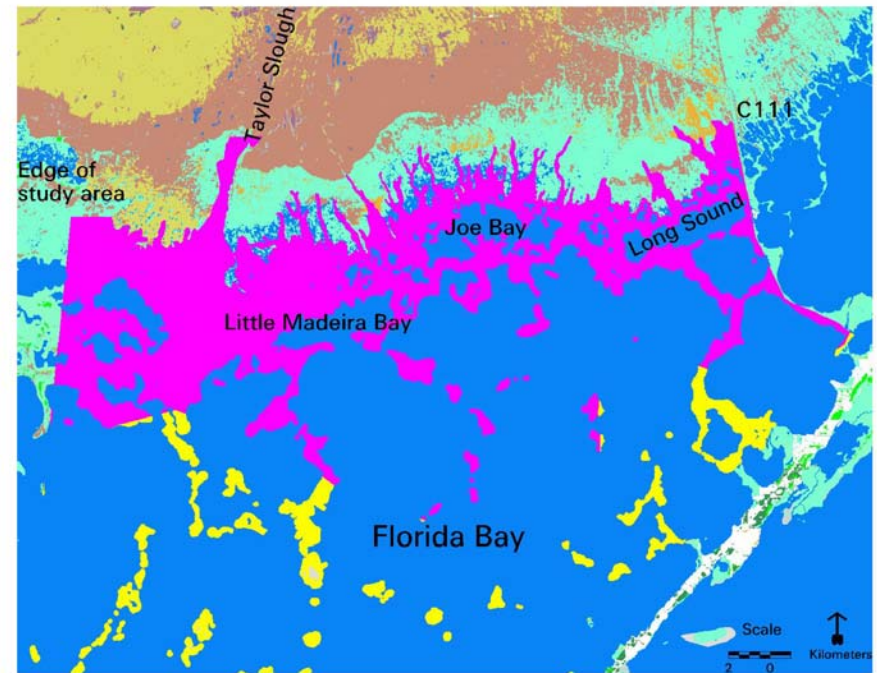 Taylor Slough
C111
Edge of
study area
Joe Bay
Long Sound
Little Madeira Bay
Florida Bay
Scale
Kilometers
2 0